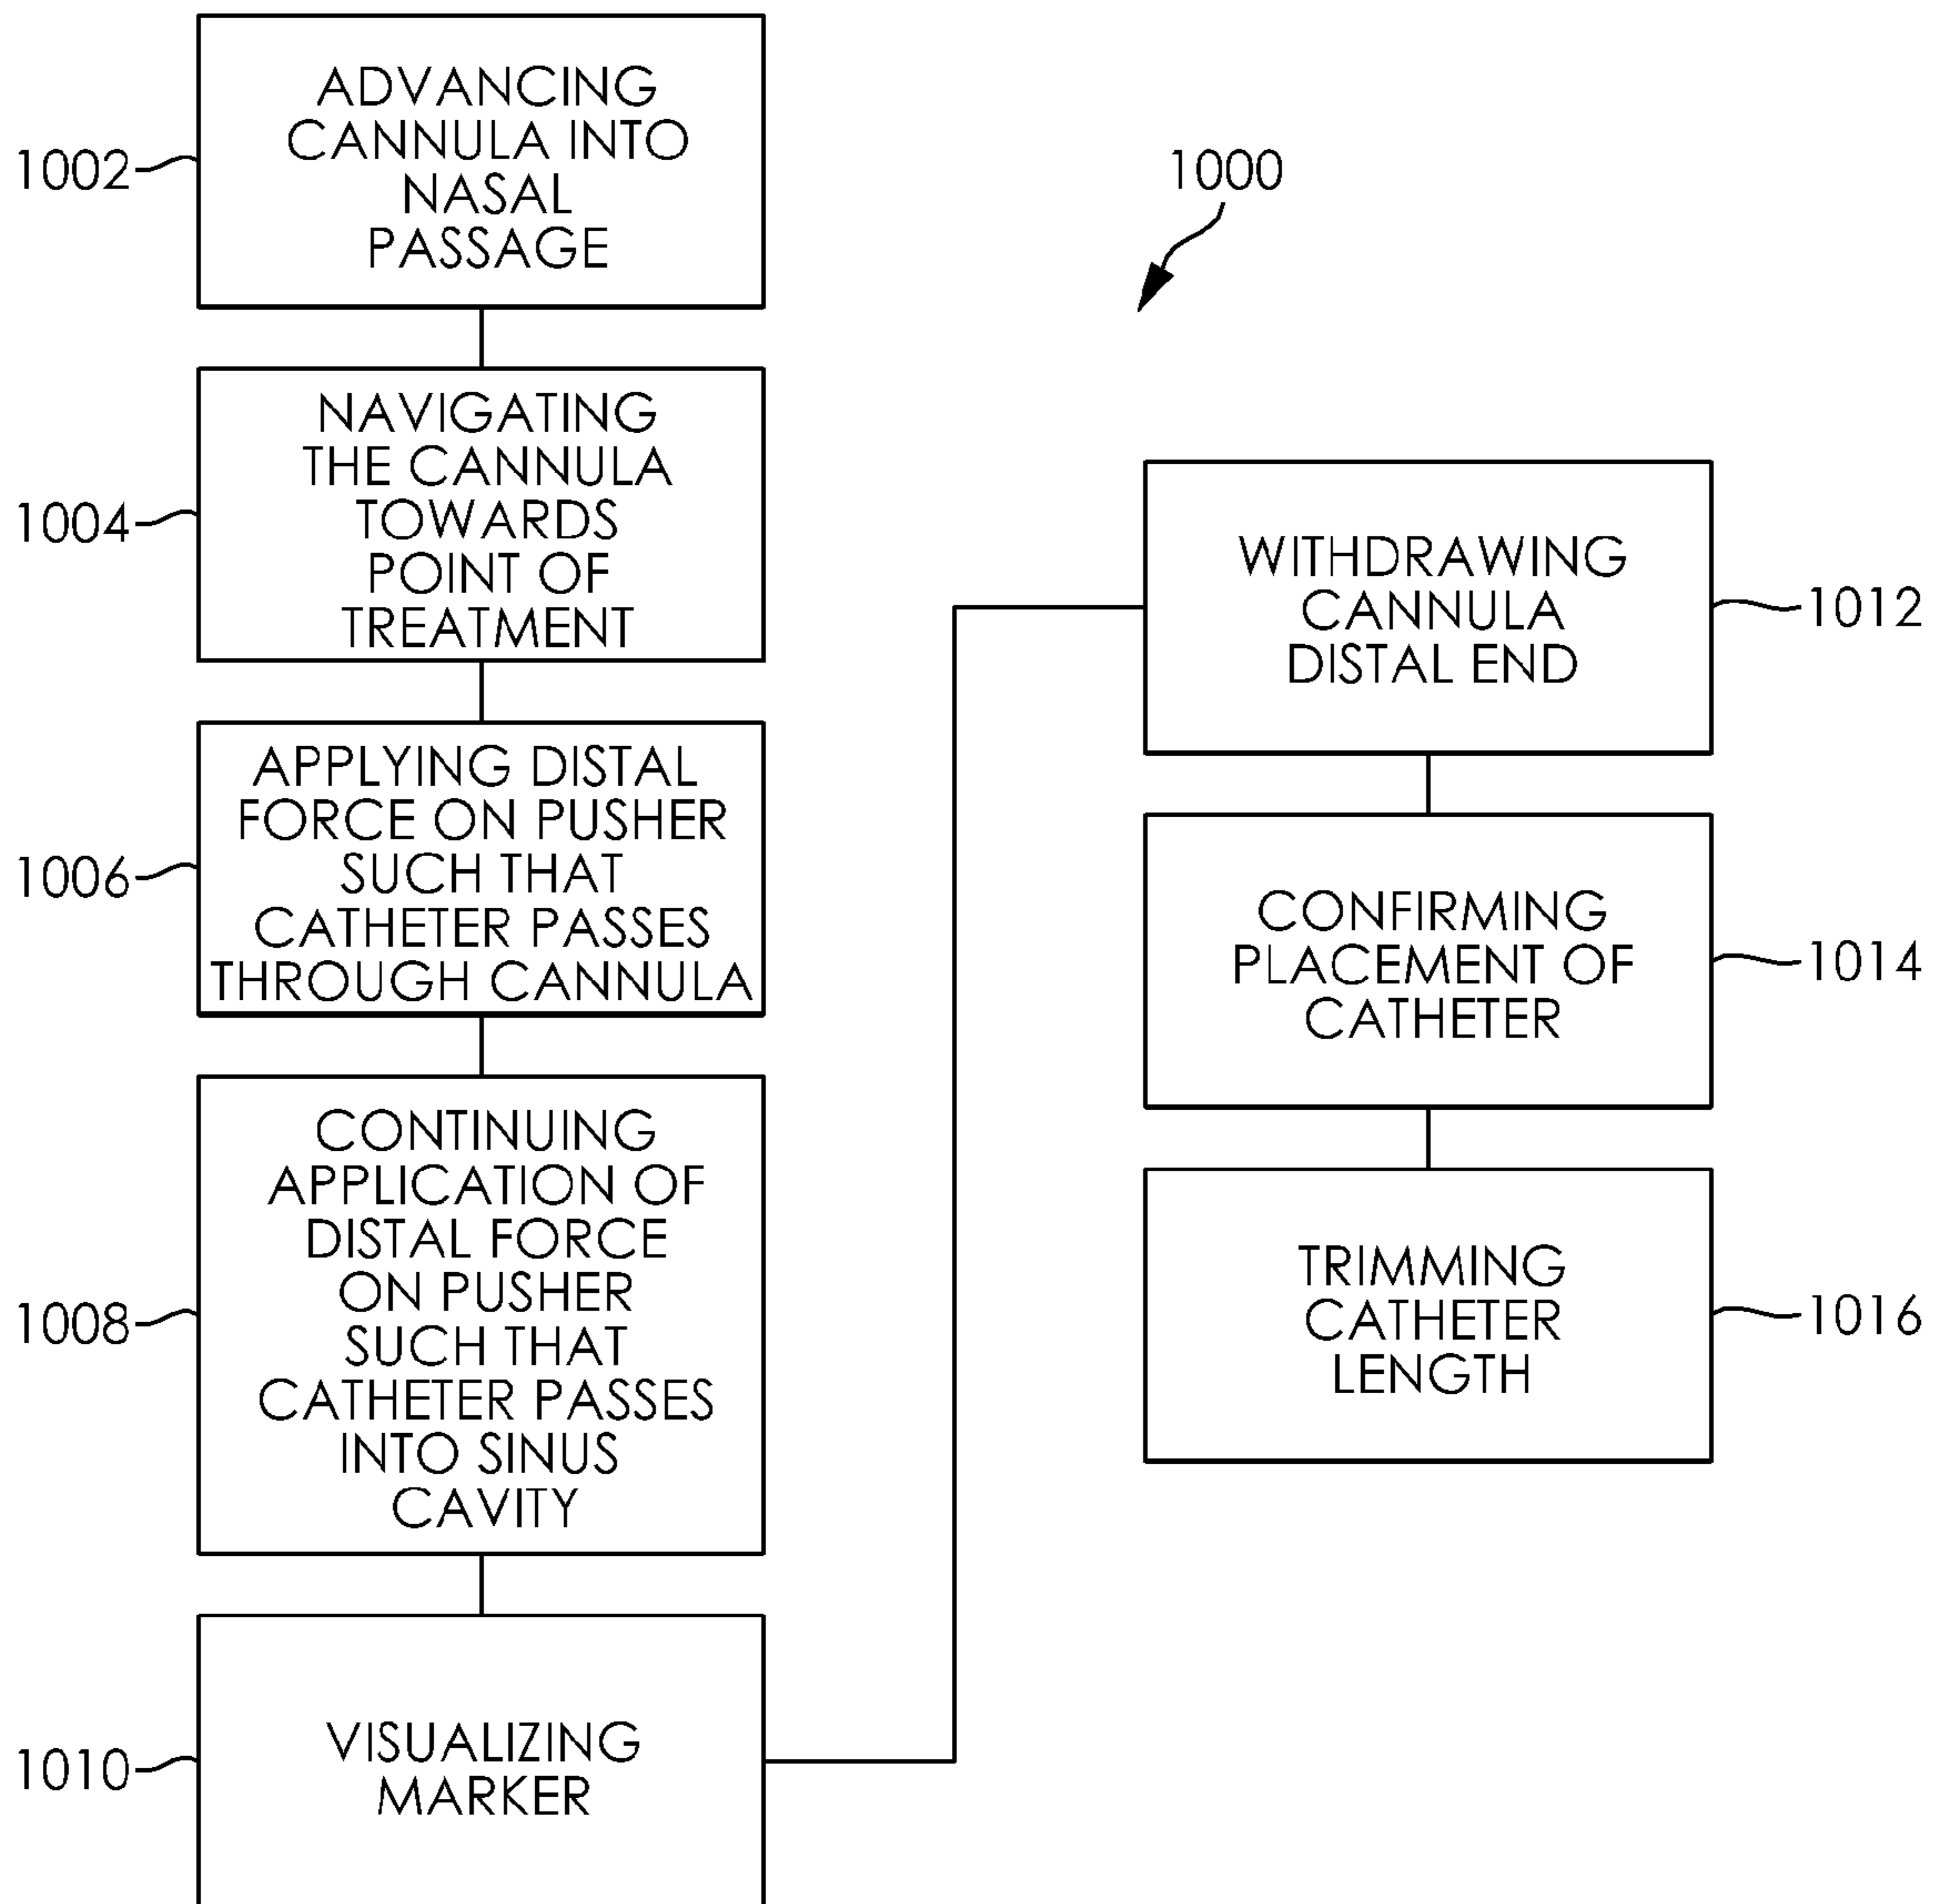 1002
ADVANCING
CANNULA INTO
NASAL
PASSAGE
1004
NAVIGATING
THE CANNULA
TOWARDS
POINT OF
TREATMENT
1006
APPLYING DISTAL
FORCE ON PUSHER
SUCH THAT
CATHETER PASSES
THROUGH CANNULA
1008
CONTINUING
APPLICATION OF
DISTAL FORCE
ON PUSHER
SUCH THAT
CATHETER PASSES
INTO SINUS
CAVITY
1010
VISUALIZING
MARKER
1000
WITHDRAWING
CANNULA
DISTAL END
1012
CONFIRMING
PLACEMENT OF
CATHETER
1014
TRIMMING
CATHETER
LENGTH
1016